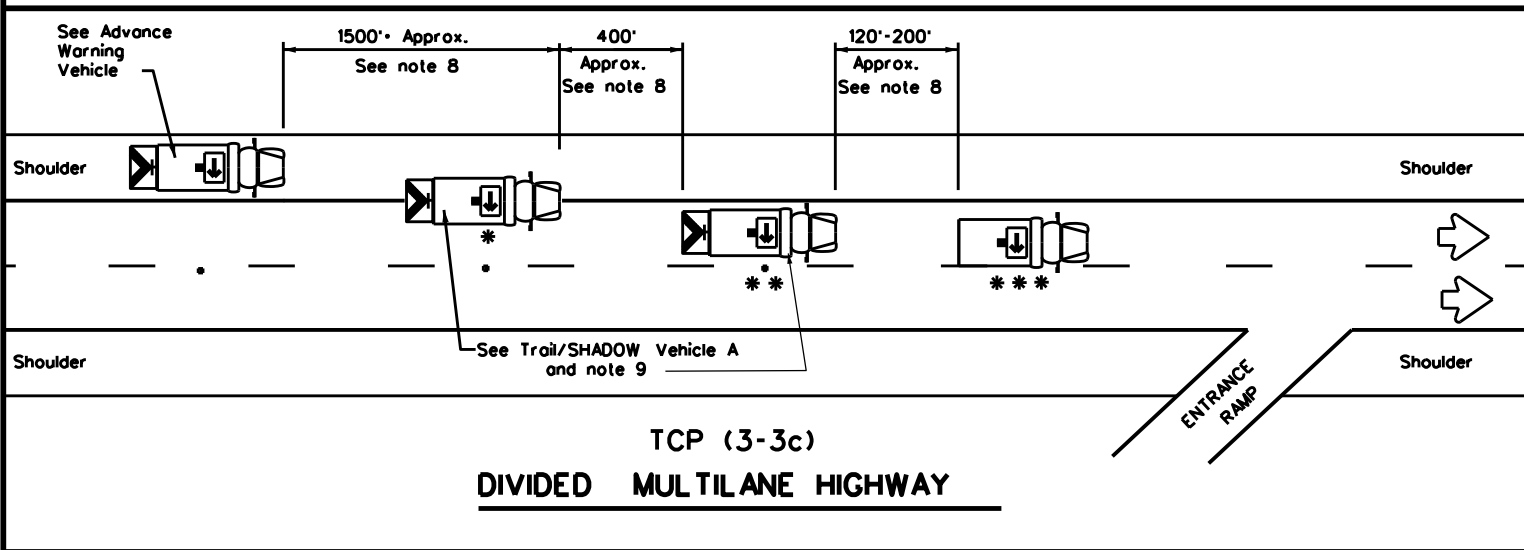 See Advance
Warning
Vehicle
1500'· Approx.
See note 8
400'
Approx.
See note 8
120'-200'
Approx.
See note 8
Shoulder
Shoulder
*
* *
* * *
See Trail/SHADOW Vehicle A
and note 9
Shoulder
Shoulder
ENTRANCE
RAMP
TCP (3-3c)
DIVIDED MULTILANE HIGHWAY